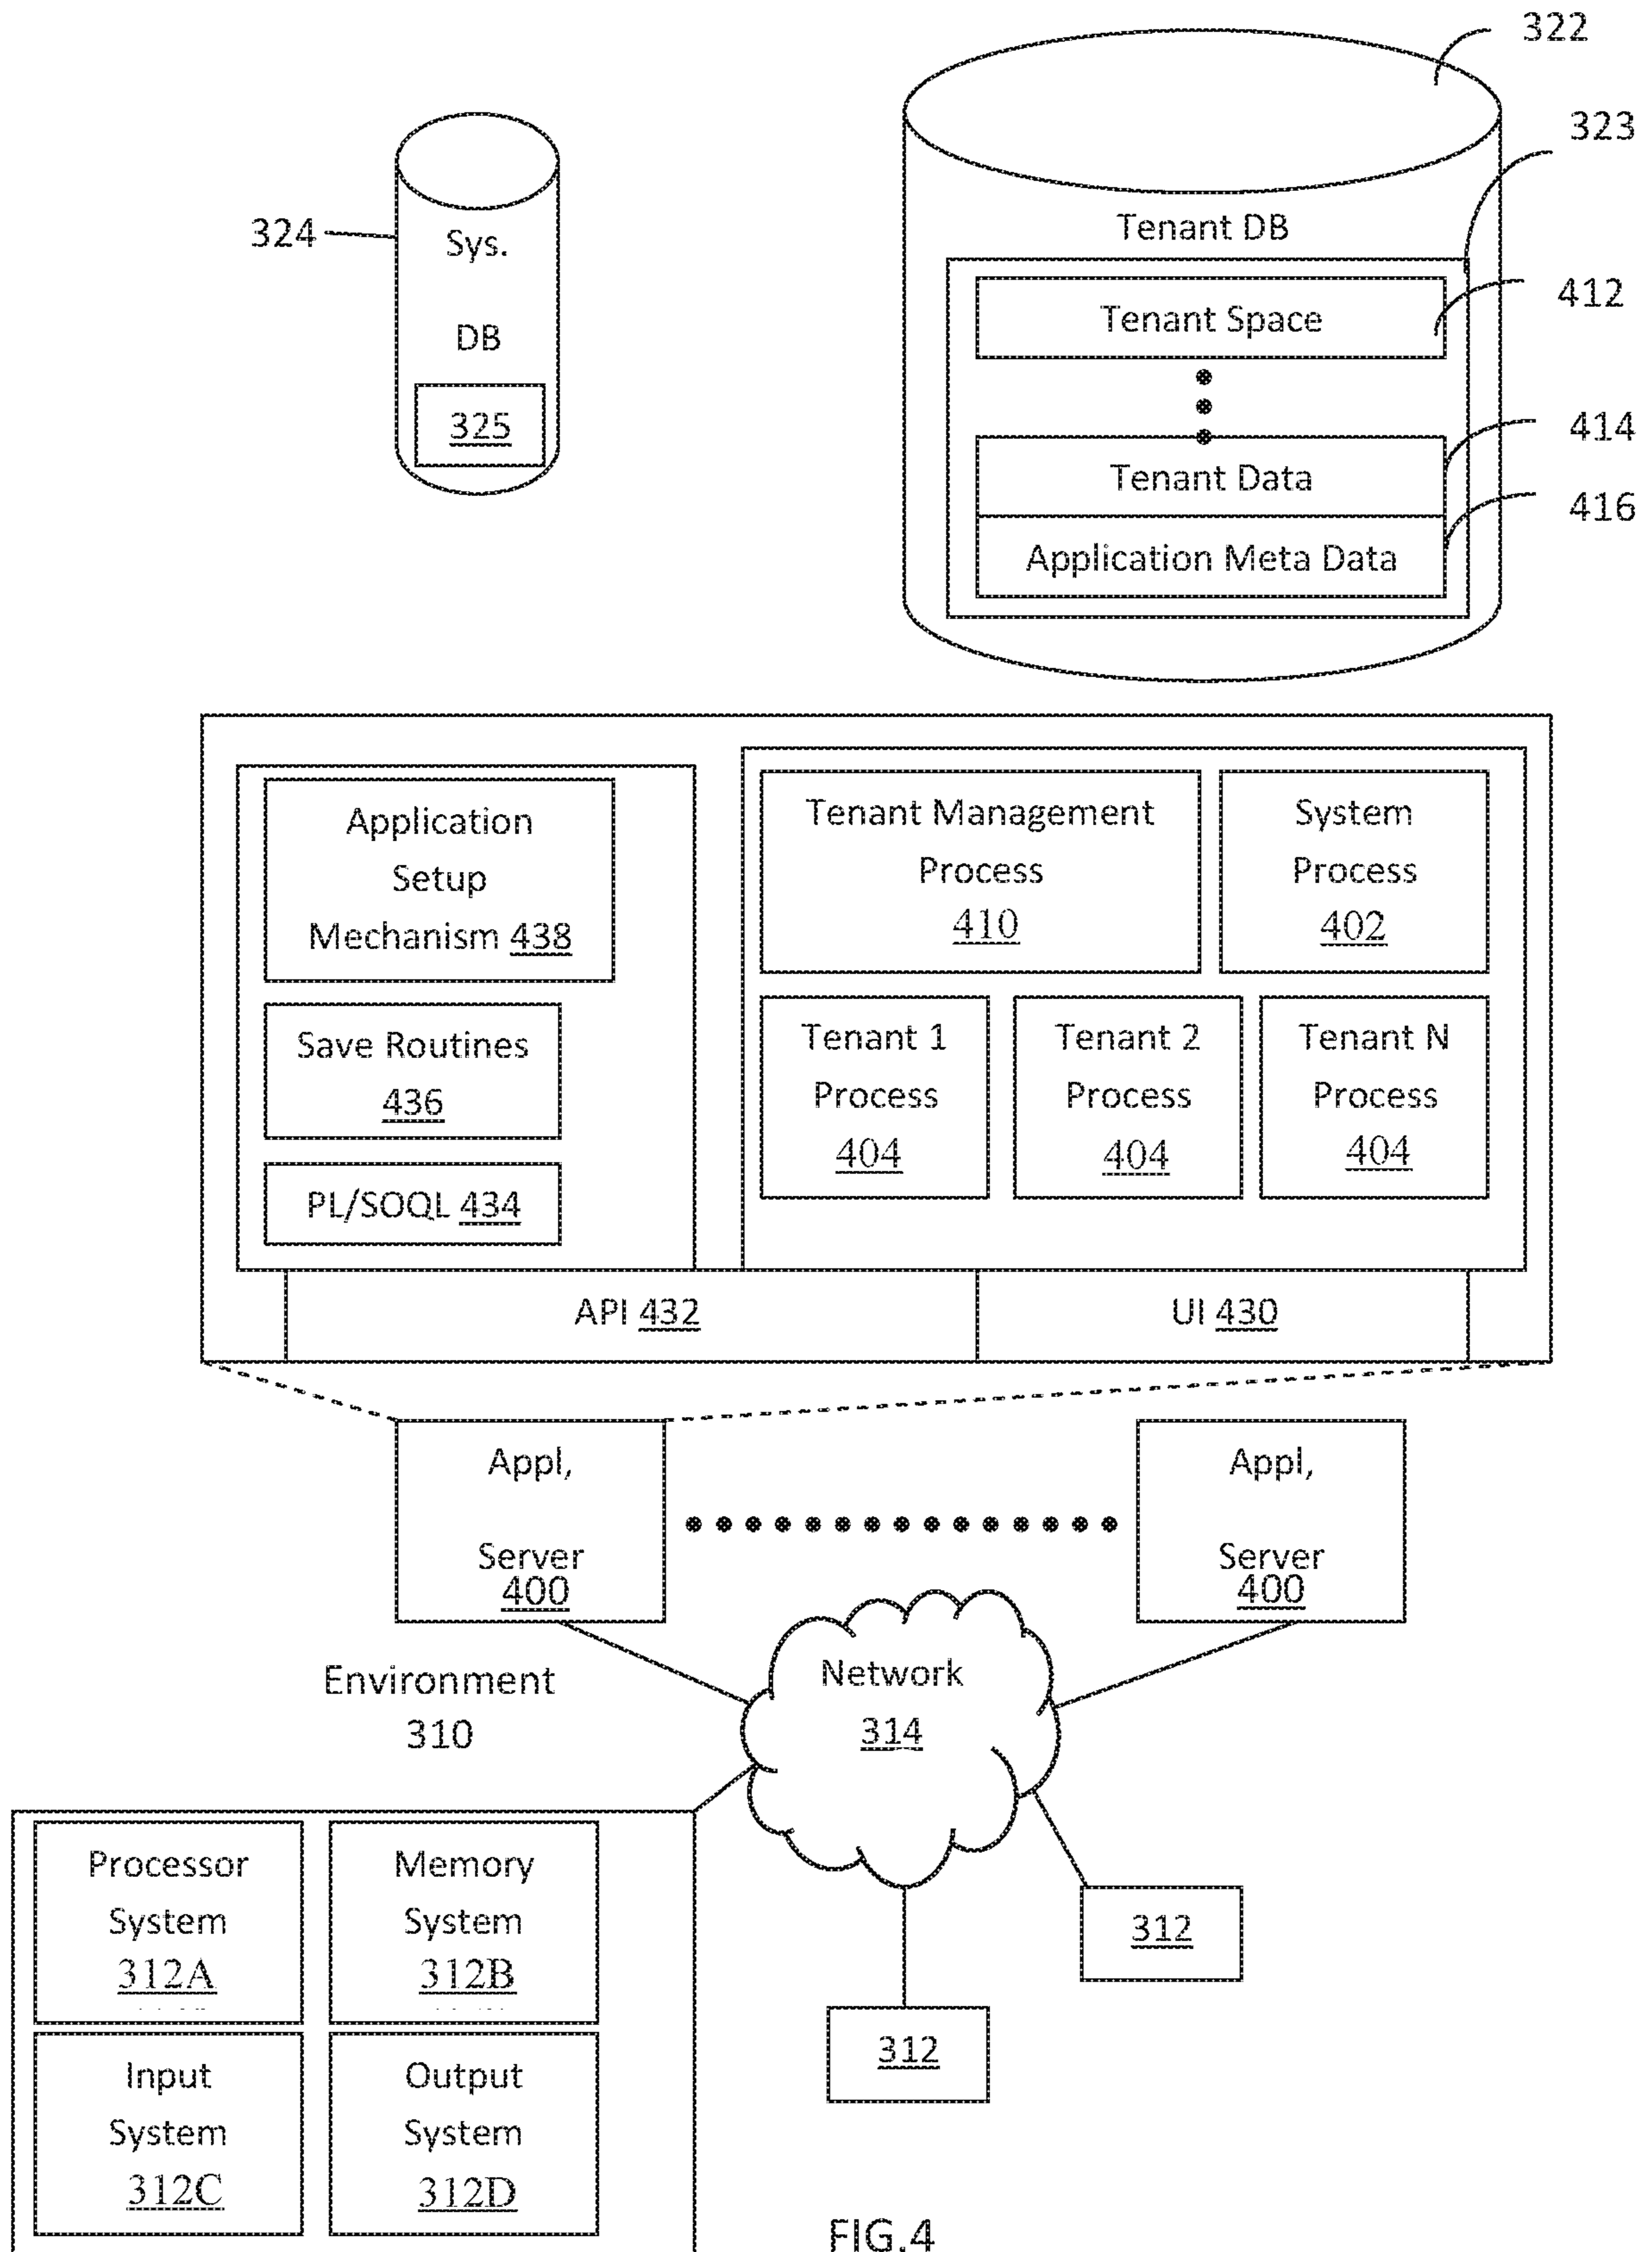 322
323
Tenant DB
324
Sys.
DB
325
Tenant Space
412
Tenant Data
414
Application Meta Data
416
Application
Setup
Mechanism 438
Save Routines
436
PL/SOQL 434
Tenant Management
Process
410
System
Process
402
Tenant 1
Process
404
Tenant 2
Process
404
Tenant N
Process
404
API 432
UI 430
Appl,
Server
400
Appl,
Server
400
Environment
310
Network
314
Processor
System
312A
Memory
System
312B
Input
System
312C
Output
System
312D
312
312
FIG.4